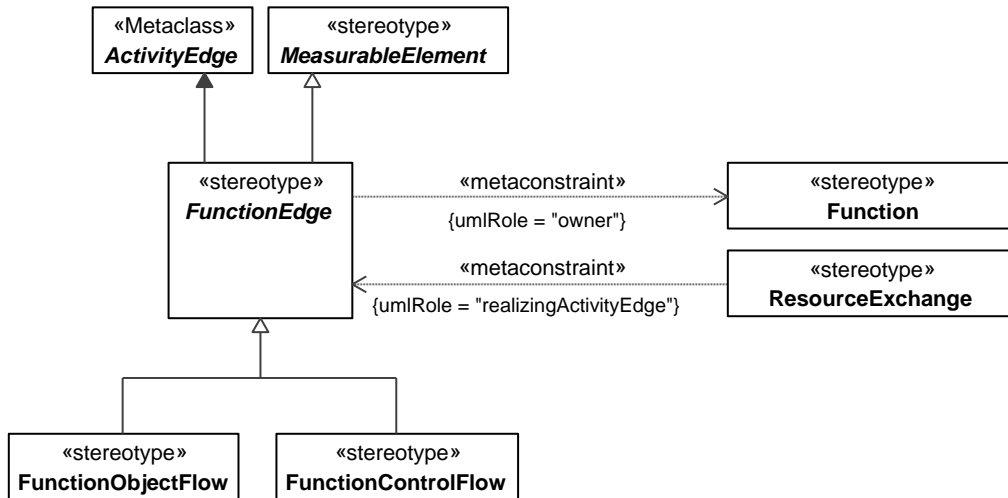 «Metaclass»
ActivityEdge
«stereotype»
MeasurableElement
«stereotype»
FunctionEdge
«metaconstraint»
{umlRole = "owner"}
«stereotype»
Function
«metaconstraint»
{umlRole = "realizingActivityEdge"}
«stereotype»
ResourceExchange
«stereotype»
FunctionObjectFlow
«stereotype»
FunctionControlFlow